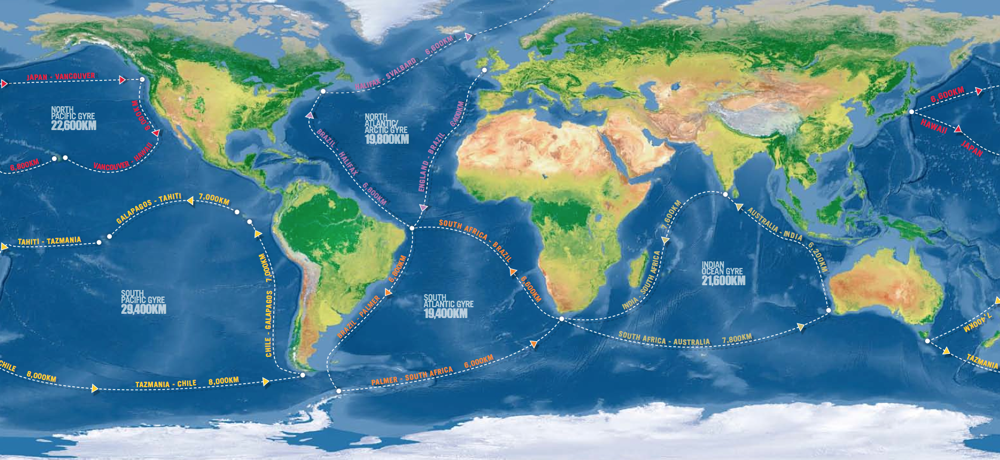 JAPAN - VANCOUVER
NORTH
PACIFIC GYRE
22,600KM
5,000KM
VANCOUVER - HAWAII
6,800KM
HALIFAX - SVALBARD 6,600KM
NORTH
ATLANTIC/
ARCTIC GYRE
19,800KM
BRAZIL HALIFAX 6,800KM
ENGLAND - BRAZIL 6,400KM
6,600KM
HAWAII
JAPAN
GALAPAGOS - TAHITI 7,000KM
TAHITI - TAZMANIA
CHILE - GALAPAGOS 7,000KM
SOUTH
PACIFIC GYRE
29,400KM
CHILE 8,000KM
TAZMANIA - CHILE 8,000KM
SOUTH AFRICA - BRAZIL 6,600KM
BRAZIL - PALMER 6,800KM
SOUTH
ATLANTIC GYRE
19,400KM
PALMER - SOUTH AFRICA 6,000KM
INDIA - SOUTH AFRICA 7,600KM
AUSTRALIA - INDIA 6,200KM
INDIAN
OCEAN GYRE
21,600KM
SOUTH AFRICA - AUSTRALIA 7,800KM
7,400KM
TAZMANIA